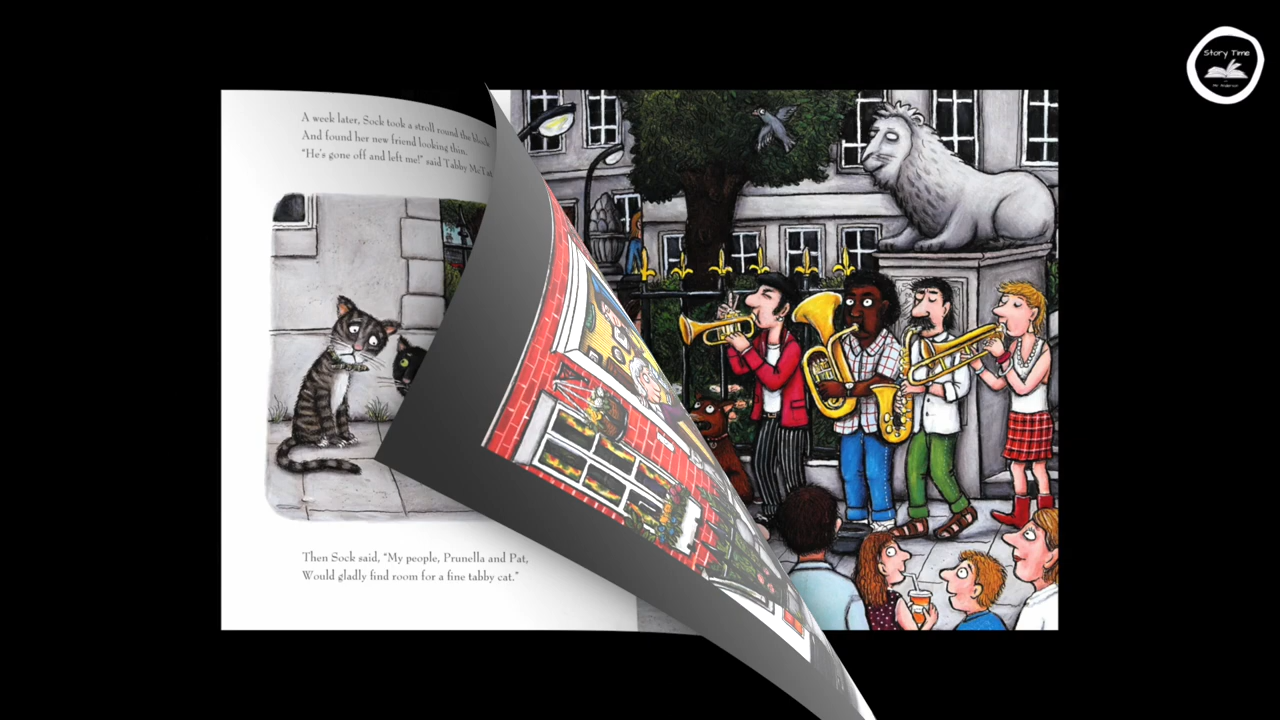 Story Time
A week later, Sock took a stroll round the block
And found her new friend looking thin.
"He's gone off and left me!" said Tabby McTat
Then Sock said, "My people, Prunella and Pat,
Would gladly find room for a fine tabby cat."